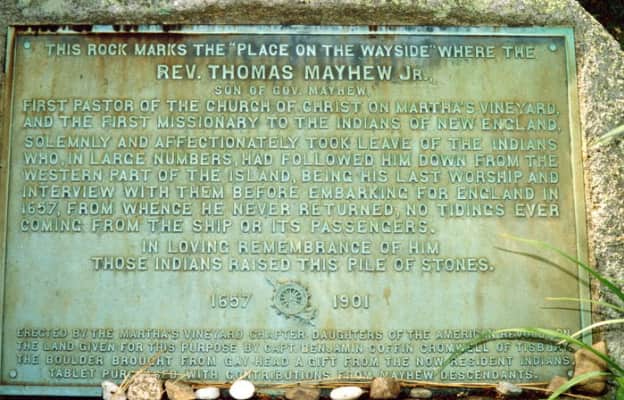 THIS ROCK MARKS THE "PLACE ON THE WAYSIDE" WHERE THE
REV. THOMAS MAYHEW JR.,
SON OF GOV. MAYHEW,
FIRST PASTOR OF THE CHURCH OF CHRIST ON MARTHA'S VINEYARD,
AND THE FIRST MISSIONARY TO THE INDIANS OF NEW ENGLAND,
SOLEMNLY AND AFFECTIONATELY TOOK LEAVE OF THE INDIANS
WHO, IN LARGE NUMBERS, HAD FOLLOWED HIM DOWN FROM THE
WESTERN PART OF THE ISLAND, BEING HIS LAST WORSHIP AND
INTERVIEW WITH THEM BEFORE EMBARKING FOR ENGLAND IN
1657, FROM WHENCE HE NEVER RETURNED, NO TIDINGS EVER
COMING FROM THE SHIP OR ITS PASSENGERS.
IN LOVING REMEMBRANCE OF HIM
THOSE INDIANS RAISED THIS PILE OF STONES.
1657 1901
ERECTED BY THE MARTHA'S VINEYARD CHAPTER DAUGHTERS OF THE AMERICAN REVOLUTION
THE LAND GIVEN FOR THIS PURPOSE BY CAPT. BENJAMIN COFFIN CROMWELL OF TISBURY,
THE BOULDER BROUGHT FROM GAY HEAD A GIFT FROM THE NOW RESIDENT INDIANS.
TABLET PURCHASED WITH CONTRIBUTIONS FROM MAYHEW DESCENDANTS.